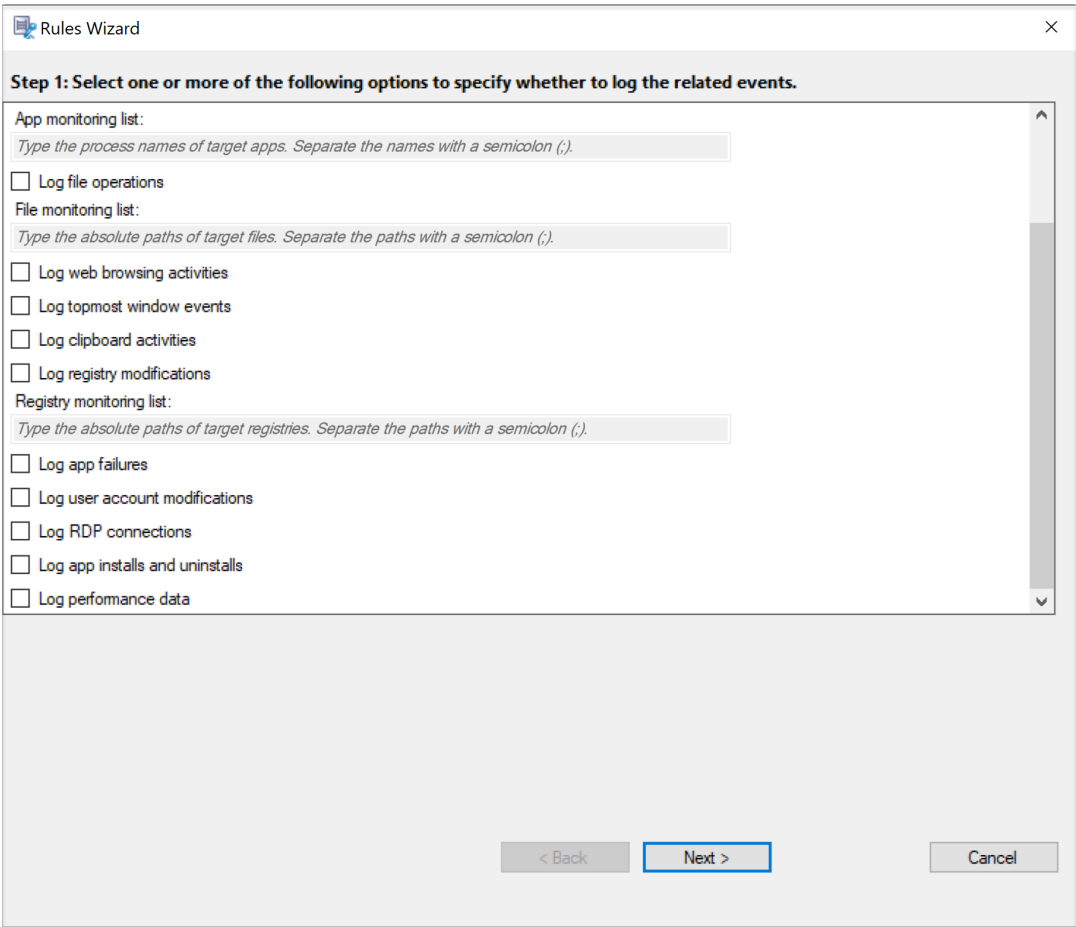 Rules Wizard
Step 1: Select one or more of the following options to specify whether to log the related events.
App monitoring list:
Type the process names of target apps. Separate the names with a semicolon (;).
Log file operations
File monitoring list:
Type the absolute paths of target files. Separate the paths with a semicolon (;).
Log web browsing activities
Log topmost window events
Log clipboard activities
Log registry modifications
Registry monitoring list:
Type the absolute paths of target registries. Separate the paths with a semicolon (;).
Log app failures
Log user account modifications
Log RDP connections
Log app installs and uninstalls
Log performance data
< Back
Next >
Cancel